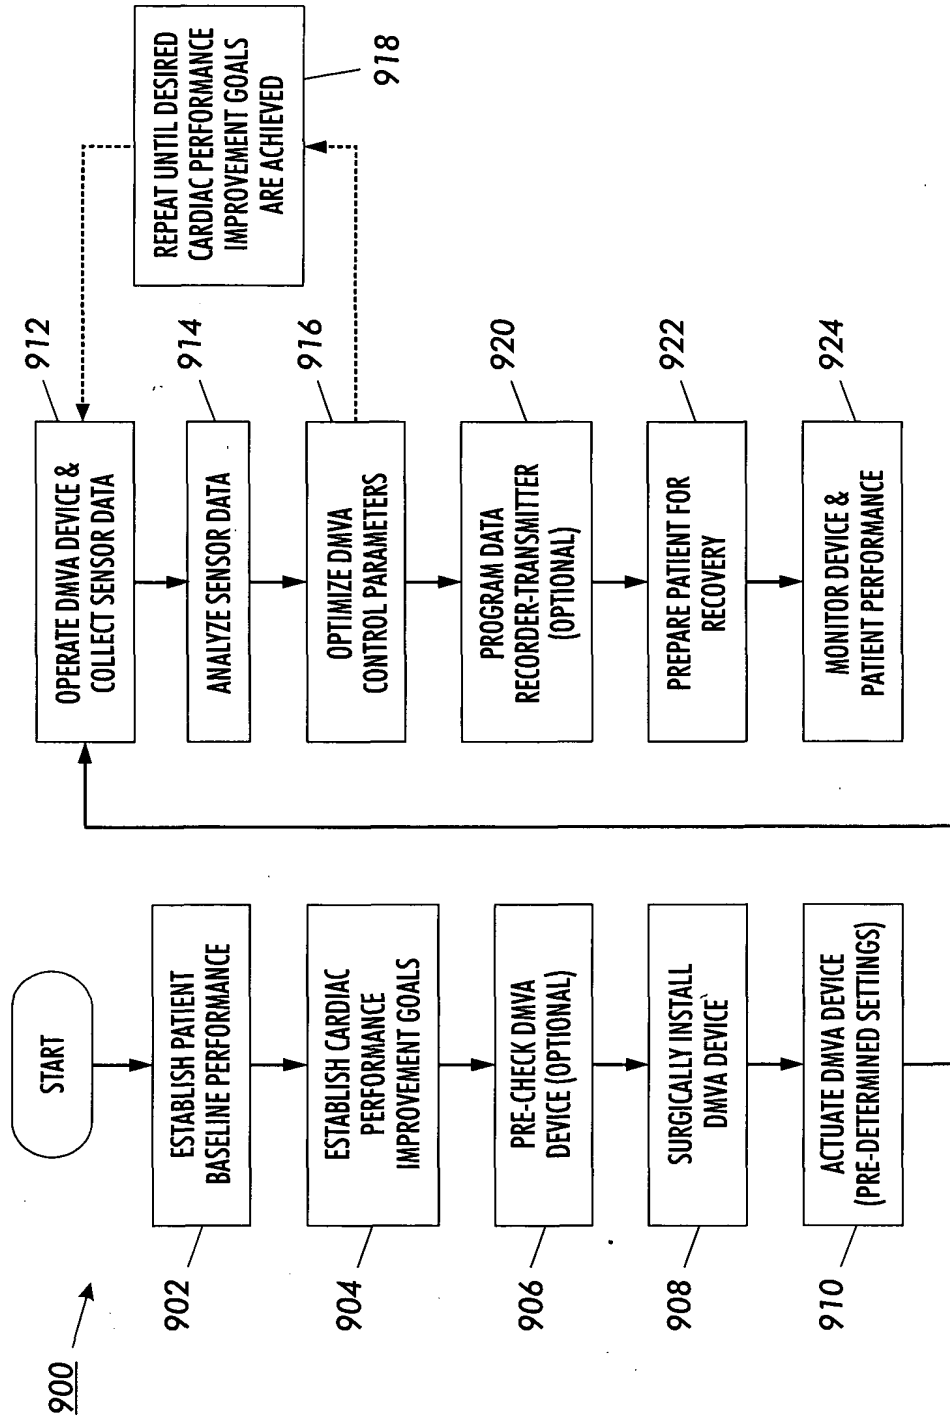 900
START
ESTABLISH PATIENT
BASELINE PERFORMANCE
902
ESTABLISH CARDIAC
PERFORMANCE
IMPROVEMENT GOALS
904
PRE-CHECK DMVA
DEVICE (OPTIONAL)
906
SURGICALLY INSTALL
DMVA DEVICE
908
ACTUATE DMVA DEVICE
(PRE-DETERMINED SETTINGS)
910
OPERATE DMVA DEVICE &
COLLECT SENSOR DATA
912
ANALYZE SENSOR DATA
914
OPTIMIZE DMVA
CONTROL PARAMETERS
916
REPEAT UNTIL DESIRED
CARDIAC PERFORMANCE
IMPROVEMENT GOALS
ARE ACHIEVED
918
PROGRAM DATA
RECORDER-TRANSMITTER
(OPTIONAL)
920
PREPARE PATIENT FOR
RECOVERY
922
MONITOR DEVICE &
PATIENT PERFORMANCE
924